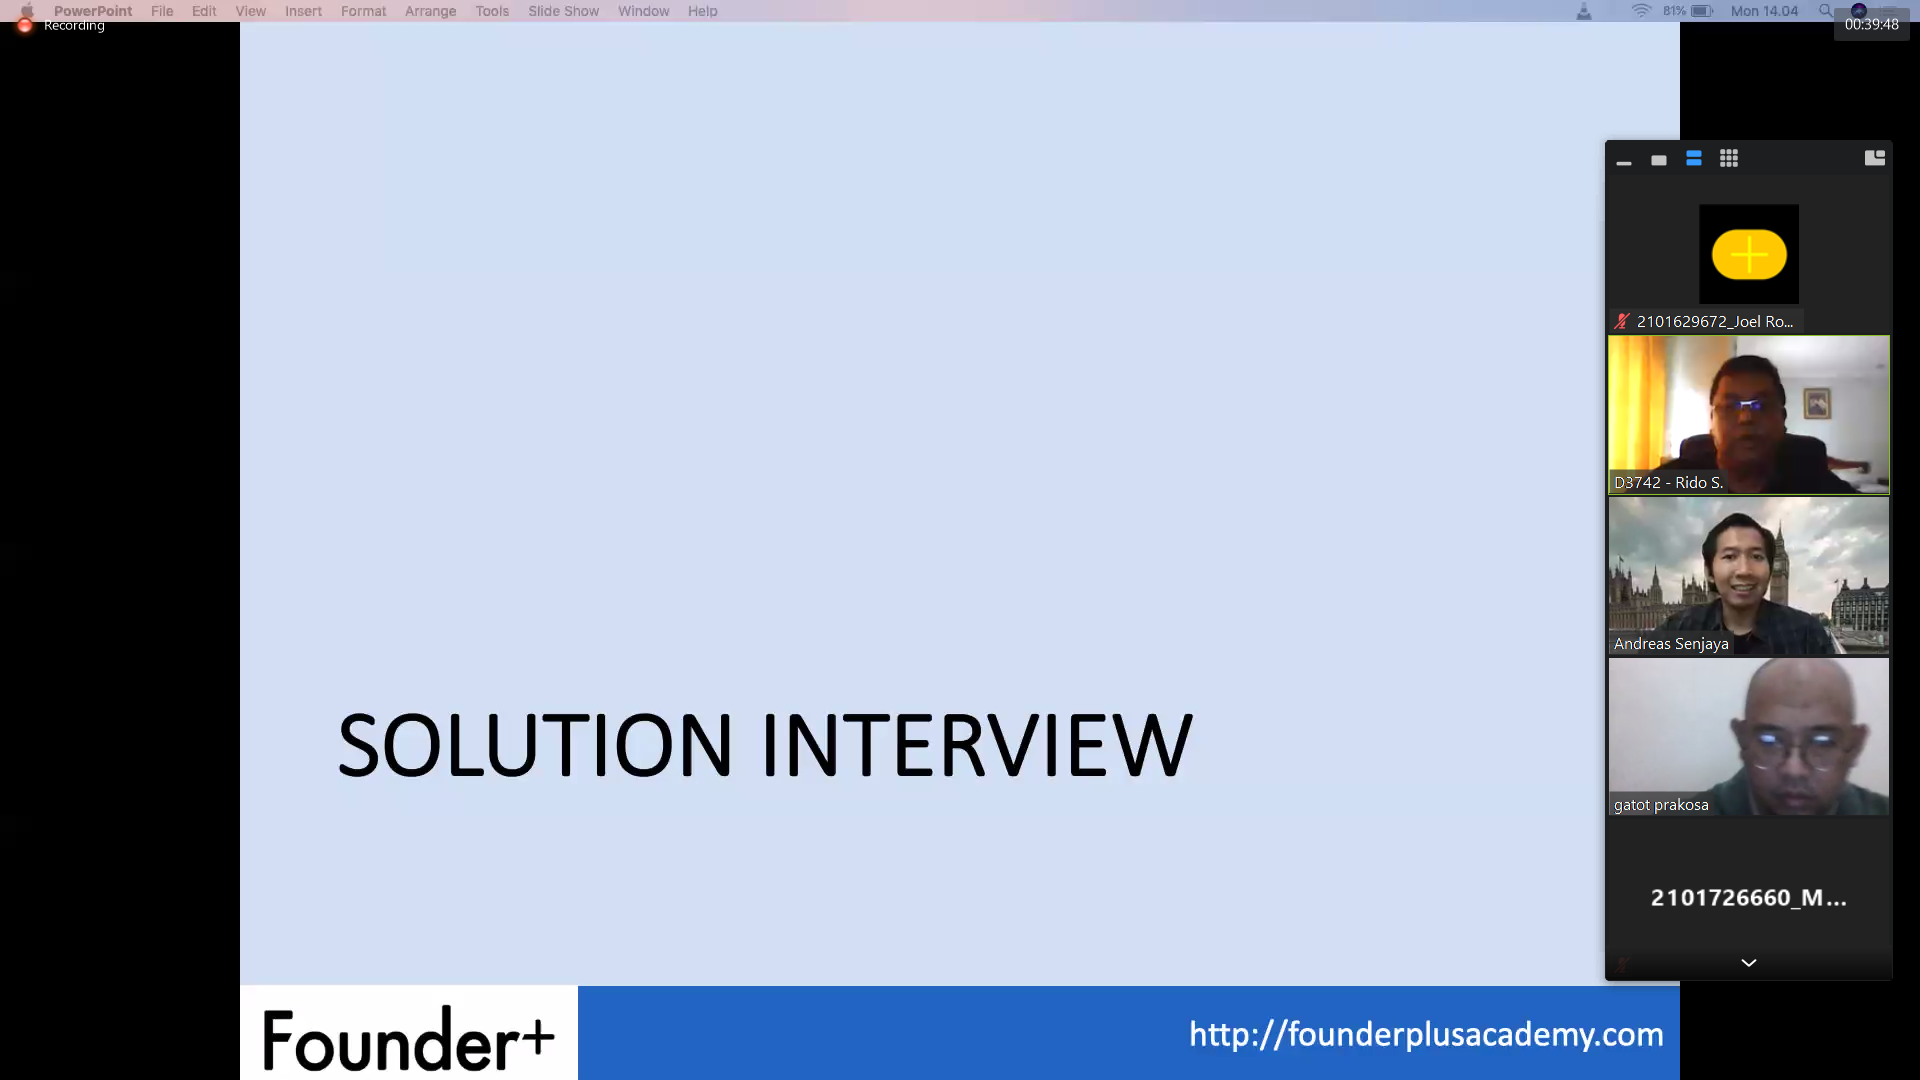 PowerPoint File Edit View Insert Format Arrange Tools Slide Show Window Help
81% Mon 14.04
Recording
00:39:48
2101629672_Joel Ro...
D3742 - Rido S.
Andreas Senjaya
gatot prakosa
2101726660_M...
SOLUTION INTERVIEW
Founder+
http://founderplusacademy.com